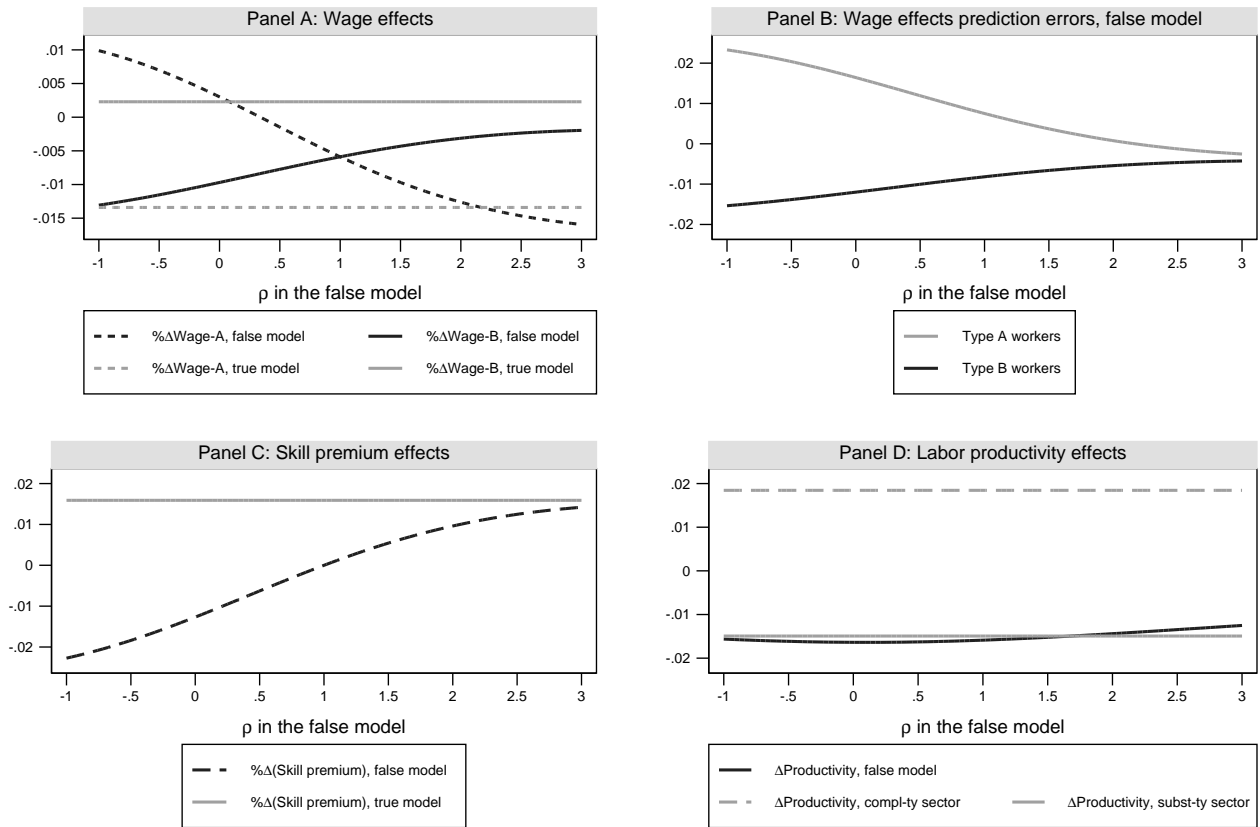 Panel A: Wage effects
.01
.005
0
-.005
-.01
-.015
-1 -.5 0 .5 1 1.5 2 2.5 3
ρ in the false model
%ΔWage-A, false model %ΔWage-B, false model
%ΔWage-A, true model %ΔWage-B, true model
Panel B: Wage effects prediction errors, false model
.02
.01
0
-.01
-.02
-1 -.5 0 .5 1 1.5 2 2.5 3
ρ in the false model
Type A workers
Type B workers
Panel C: Skill premium effects
.02
.01
0
-.01
-.02
-1 -.5 0 .5 1 1.5 2 2.5 3
ρ in the false model
%Δ(Skill premium), false model
%Δ(Skill premium), true model
Panel D: Labor productivity effects
.02
.01
0
-.01
-.02
-1 -.5 0 .5 1 1.5 2 2.5 3
ρ in the false model
ΔProductivity, false model
ΔProductivity, compl-ty sector ΔProductivity, subst-ty sector